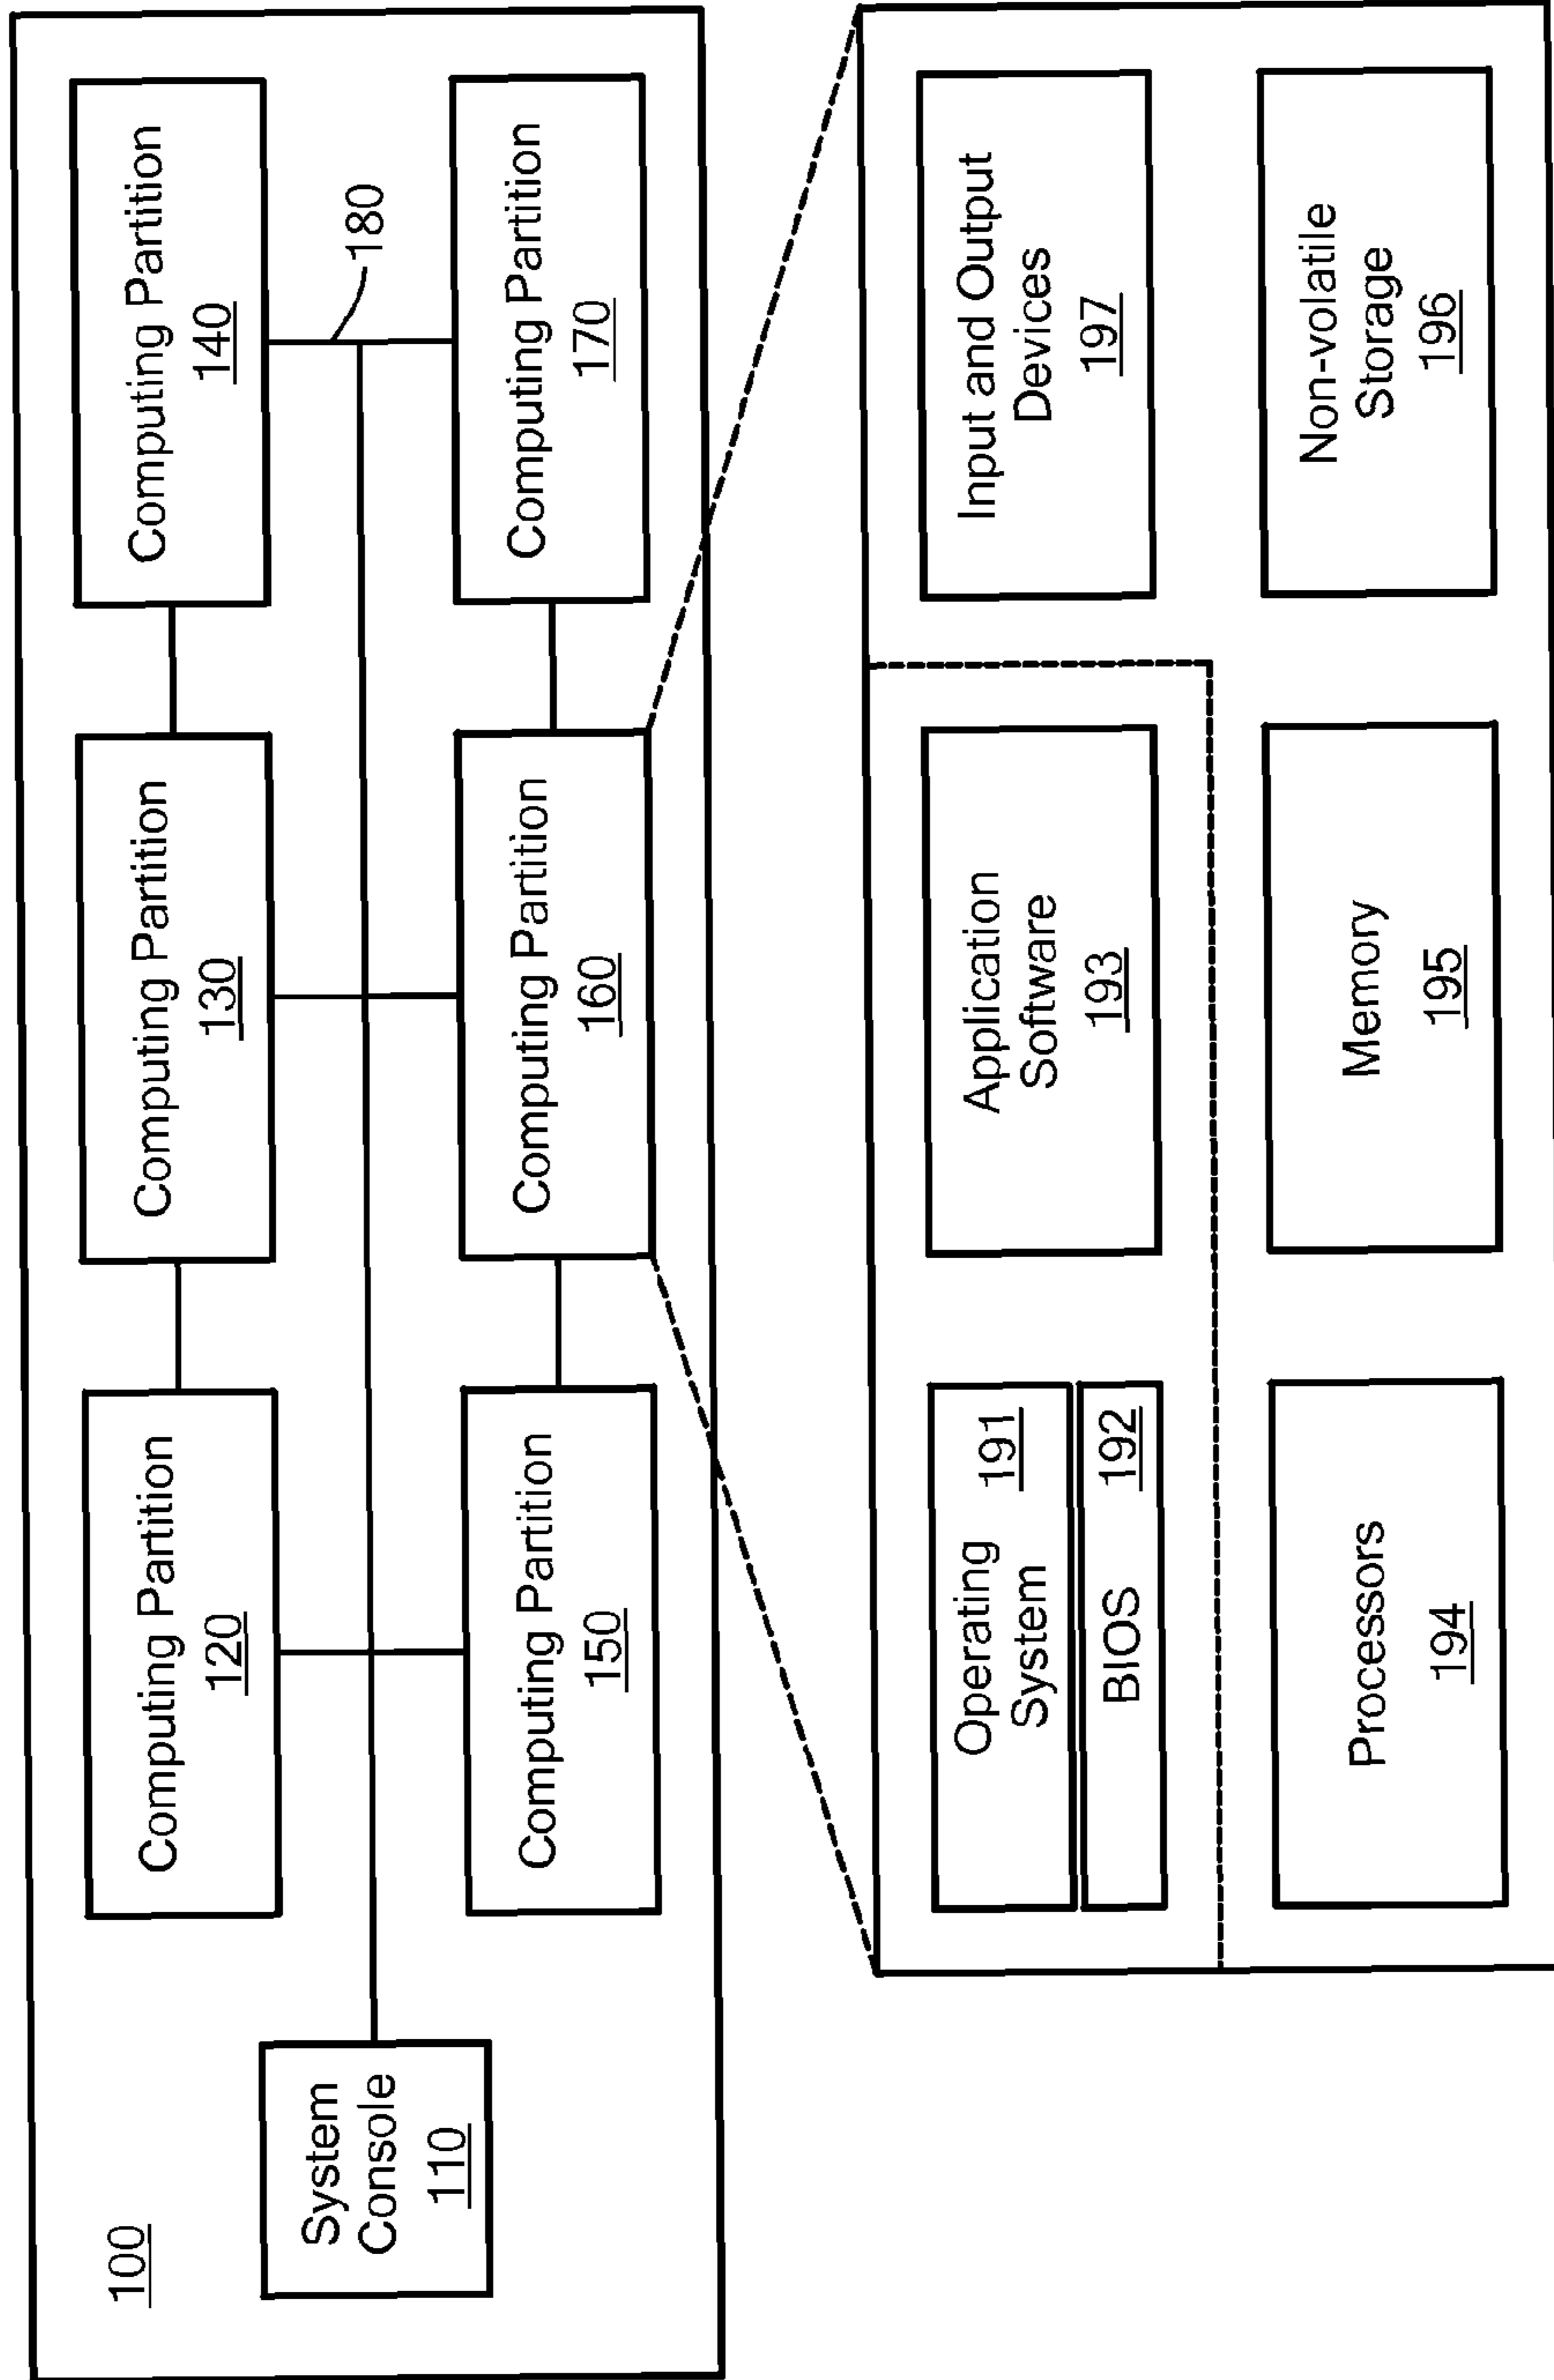 100
System
Console
110
Computing Partition
120
Computing Partition
130
Computing Partition
140
180
Computing Partition
150
Computing Partition
160
Computing Partition
170
Operating
System
191
BIOS
192
Application
Software
193
Input and Output
Devices
197
Processors
194
Memory
195
Non-volatile
Storage
196